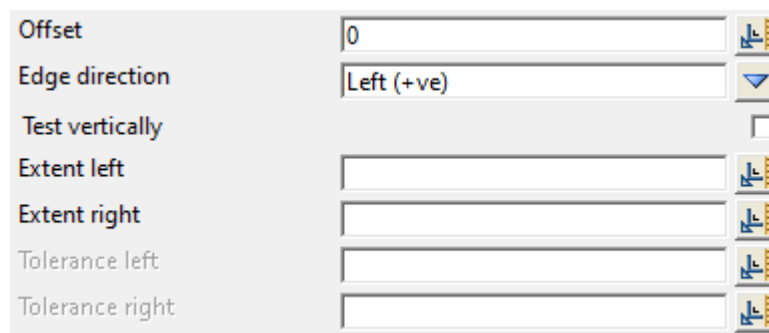 Offset 0
Edge direction Left (+ve)
Test vertically
Extent left
Extent right
Tolerance left
Tolerance right